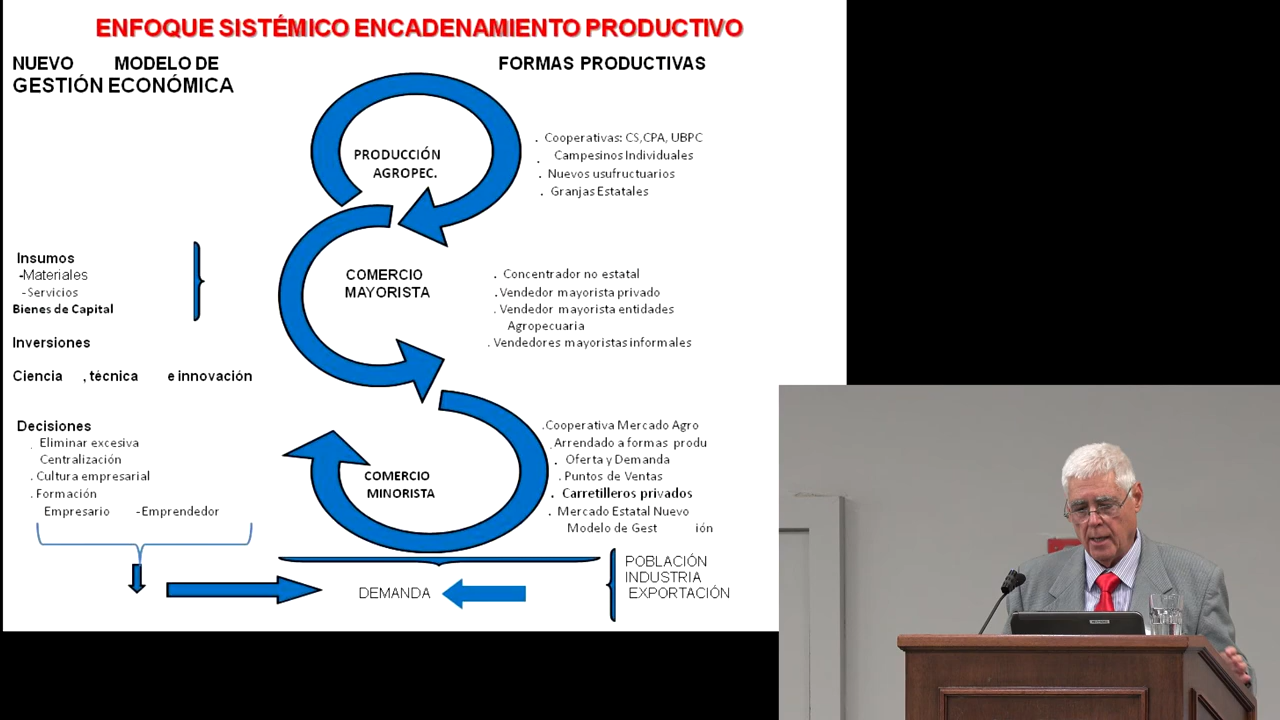 ENFOQUE SISTÉMICO ENCADENAMIENTO PRODUCTIVO
NUEVO MODELO DE
GESTIÓN ECONÓMICA
FORMAS PRODUCTIVAS
PRODUCCIÓN
AGROPEC.
. Cooperativas: CS,CPA, UBPC
. Campesinos Individuales
. Nuevos usufructuarios
. Granjas Estatales
Insumos
-Materiales
-Servicios
Bienes de Capital
Inversiones
Ciencia , técnica e innovación
COMERCIO
MAYORISTA
. Concentrador no estatal
. Vendedor mayorista privado
. Vendedor mayorista entidades
Agropecuaria
. Vendedores mayoristas informales
Decisiones
. Eliminar excesiva
Centralización
. Cultura empresarial
. Formación
Empresario -Emprendedor
COMERCIO
MINORISTA
.Cooperativa Mercado Agro
.Arrendado a formas produ
. Oferta y Demanda
. Puntos de Ventas
. Carretilleros privados
. Mercado Estatal Nuevo
Modelo de Gest ión
DEMANDA
POBLACIÓN
INDUSTRIA
EXPORTACIÓN